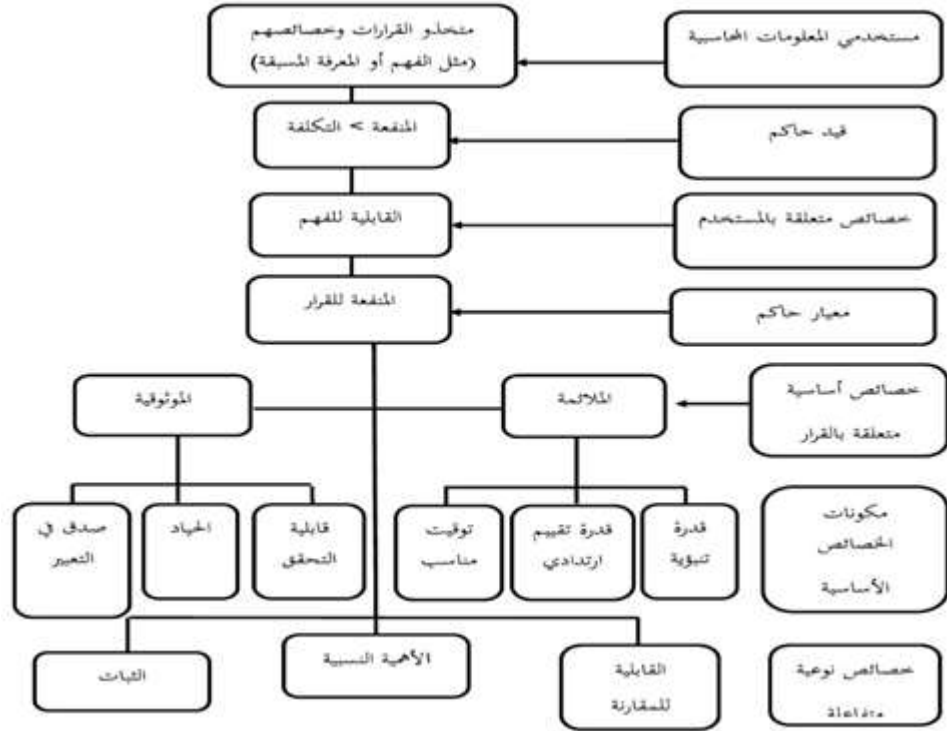 مستخدمي المعلومات المحاسبية
متخذو القرارات وخصائصهم
(مثل الفهم أو المعرفة المسبقة)
قيد حاكم
المنفعة > التكلفة
خصائص متعلقة بالمستخدم
القابلية للفهم
معيار حاكم
المنفعة للقرار
خصائص أساسية
متعلقة بالقرار
الملائمة
الموثوقية
مكونات
الخصائص
الأساسية
قدرة
تنبؤية
قدرة تقييم
ارتدادي
توقيت
مناسب
قابلية
التحقق
الحياد
صدق في
التعبير
خصائص نوعية
متفاعلة
القابلية
للمقارنة
الأهمية النسبية
الثبات